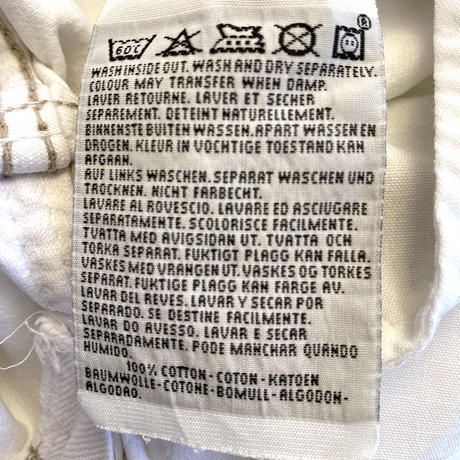 60°C
®
WASH INSIDE OUT. WASH AND DRY SEPARATELY.
COLOUR MAY TRANSFER WHEN DAMP.
LAVER RETOURNE. LAVER ET SECHER
SEPAREMENT. DETEINT NATURELLEMENT.
BINNENSTE BUITEN WASSEN. APART WASSEN EN
DROGEN. KLEUR IN VOCHTIGE TOESTAND KAN
AFGAAN.
AUF LINKS WASCHEN. SEPARAT WASCHEN UND
TROCKNEN. NICHT FARBECHT.
LAVARE AL ROVESCIO. LAVARE ED ASCIUGARE
SEPARATAMENTE. SCOLORISCE FACILMENTE.
TVATTA MED AVIGSIDAN UT. TVATTA OCH
TORKA SEPARAT. FUKTIGT PLAGG KAN FALLA.
VASKES MED VRANGEN UT. VASKES OG TORKES
SEPARAT. FUKTIGE PLAGG KAN FARGE AV.
LAVAR DEL REVES. LAVAR Y SECAR POR
SEPARADO. SE DESTINE FACILMENTE.
LAVAR DO AVESSO. LAVAR E SECAR
SEPARADAMENTE. PODE MANCHAR QUANDO
HUMIDO.
100% COTTON - COTON - KATOEN
BAUMWOLLE - COTONE - BOMULL - ALGODON -
ALGODAO.